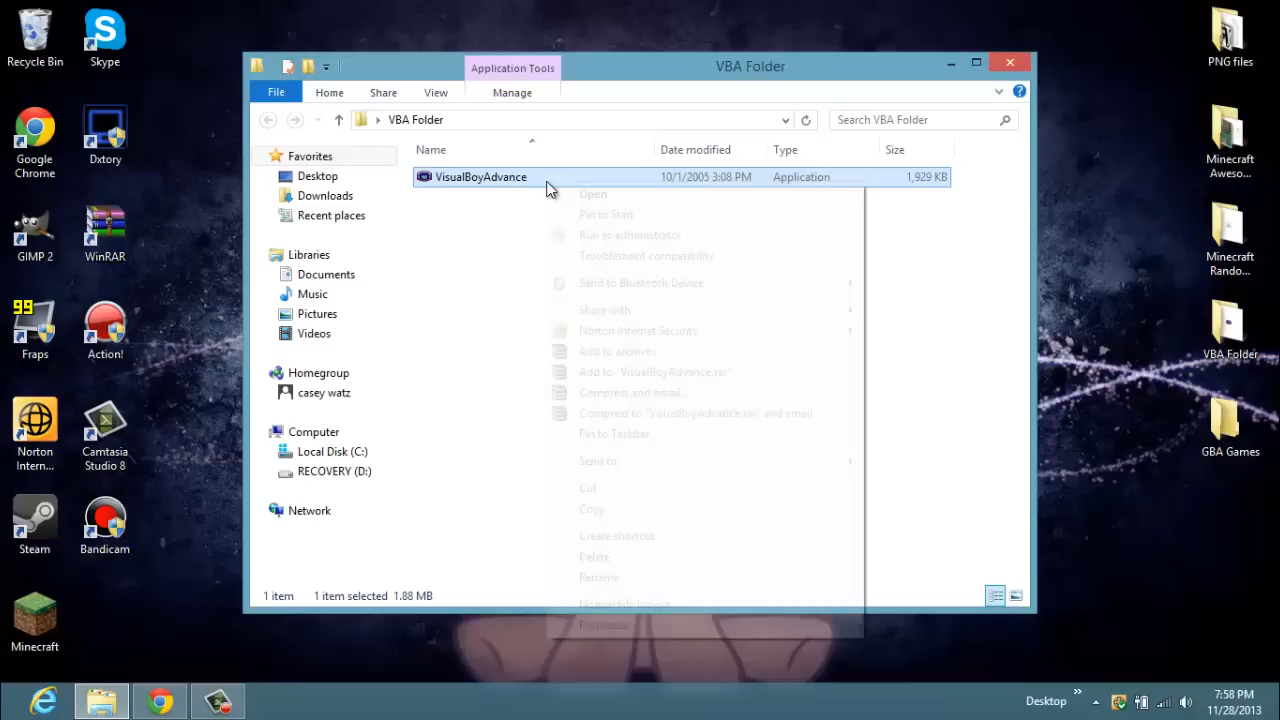 Recycle Bin
Skype
Google Chrome
Dxtory
GIMP 2
WinRAR
99
Fraps
Action!
Norton Intern...
Camtasia Studio 8
Steam
Bandicam
Minecraft
Application Tools
VBA Folder
File
Home
Share
View
Manage
VBA Folder
Search VBA Folder
Name
Date modified
Type
Size
VisualBoyAdvance
10/1/2005 3:08 PM
Application
1,929 KB
Favorites
Desktop
Downloads
Recent places
Libraries
Documents
Music
Pictures
Videos
Homegroup
casey watz
Computer
Local Disk (C:)
RECOVERY (D:)
Network
Open
Pin to Start
Run as administrator
Troubleshoot compatibility
Send to Bluetooth Device
Share with
Norton Internet Security
Add to archive...
Add to "VisualBoyAdvance.rar"
Compress and email...
Compress to "VisualBoyAdvance.rar" and email
Pin to Taskbar
Send to
Cut
Copy
Create shortcut
Delete
Rename
Properties
1 item
1 item selected 1.88 MB
PNG files
Minecraft Aweso...
Minecraft Rando...
VBA Folder
GBA Games
Desktop
7:58 PM
11/28/2013